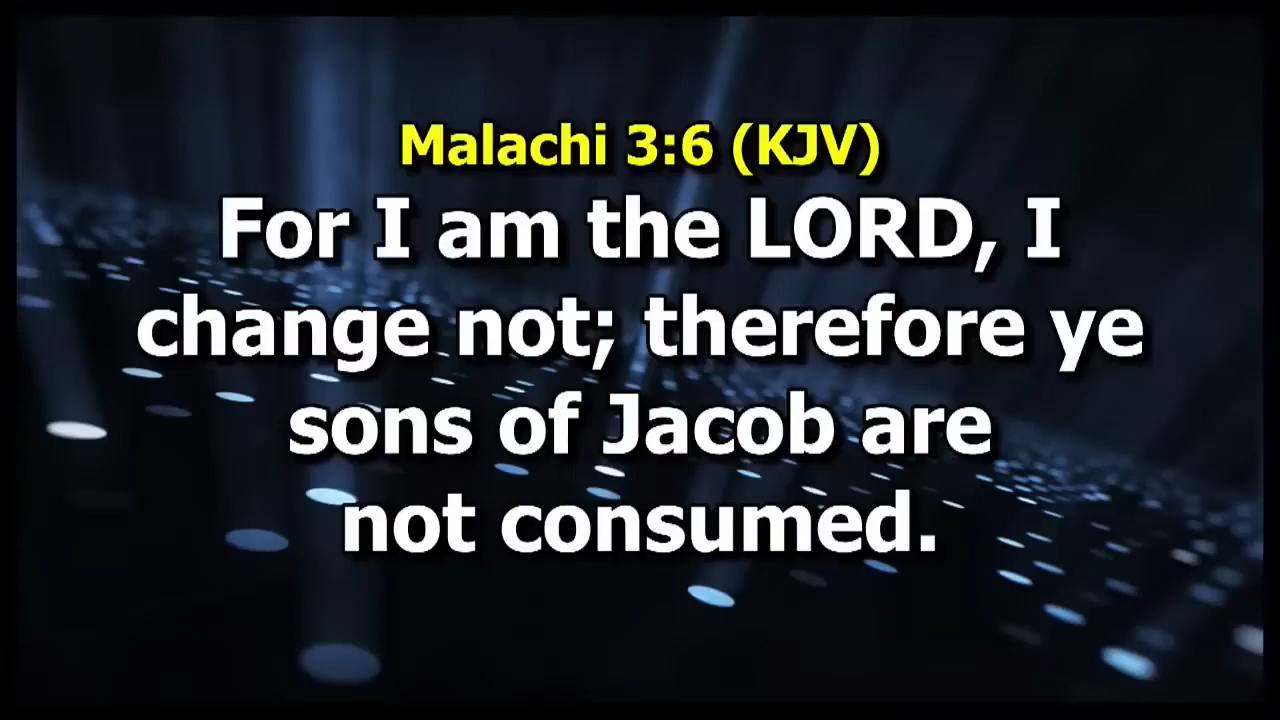 Malachi 3:6 (KJV)
For I am the LORD, I
change not; therefore ye
sons of Jacob are
not consumed.